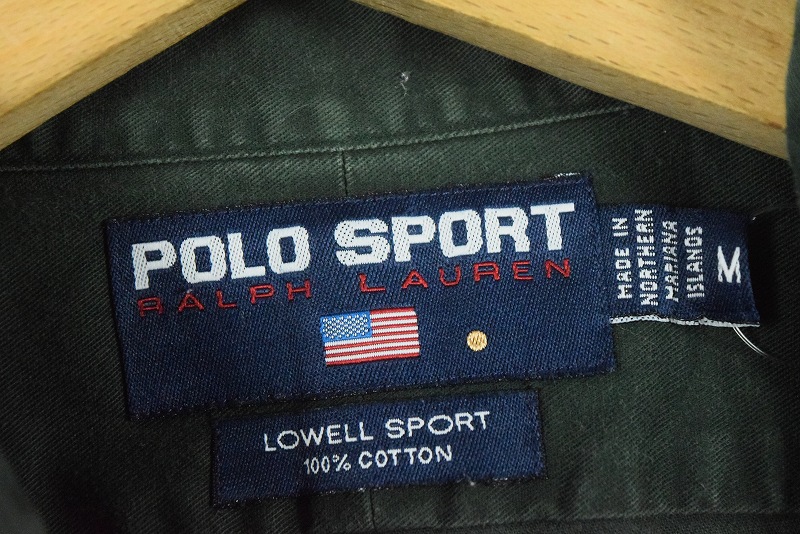 POLO SPORT
RALPH LAUREN
MADE IN
NORTHERN
MARIANA
ISLANDS
M
LOWELL SPORT
100% COTTON